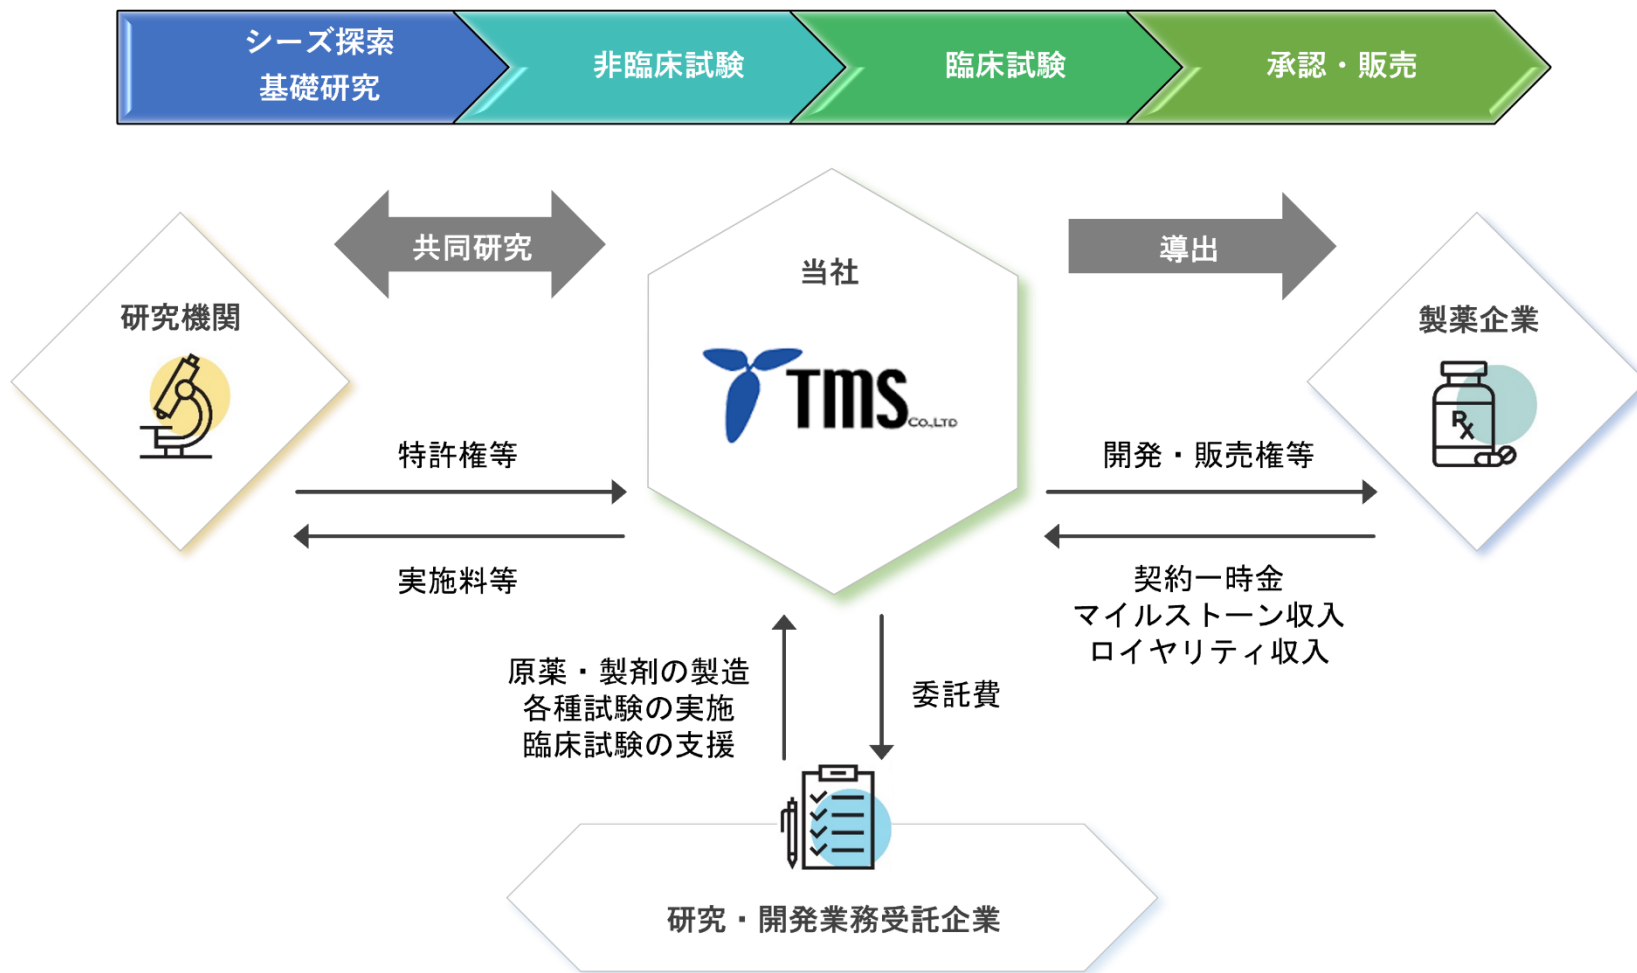 シーズ探索
基礎研究
非臨床試験
臨床試験
承認・販売
共同研究
導出
研究機関
当社
TMS Co.,LTD
製薬企業
Rx
特許権等
実施料等
開発・販売権等
契約一時金
マイルストーン収入
ロイヤリティ収入
原薬・製剤の製造
各種試験の実施
臨床試験の支援
委託費
研究・開発業務受託企業